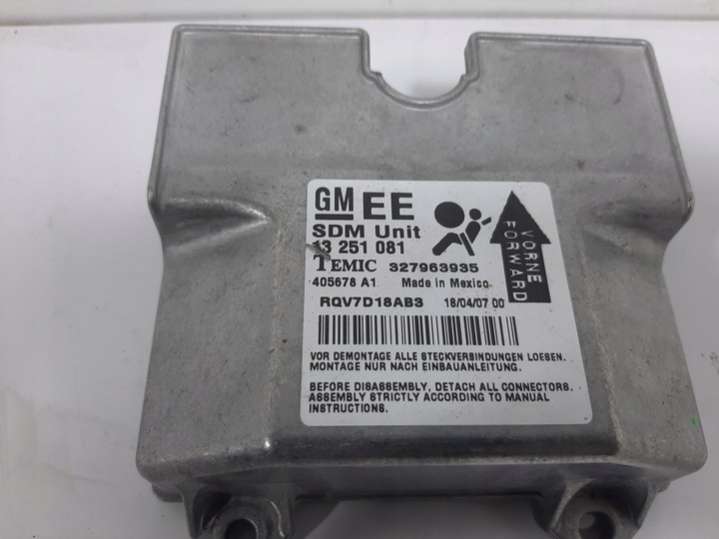 GM EE
SDM Unit
13 251 081
TEMIC 327963935
405678 A1 Made in Mexico
RQV7D18AB3 18/04/07 00
VORNE
FORWARD
VOR DEMONTAGE ALLE STECKVERBINDUNGEN LOESEN.
MONTAGE NUR NACH EINBAUANLEITUNG.
BEFORE DISASSEMBLY, DETACH ALL CONNECTORS.
ASSEMBLY STRICTLY ACCORDING TO MANUAL
INSTRUCTIONS.